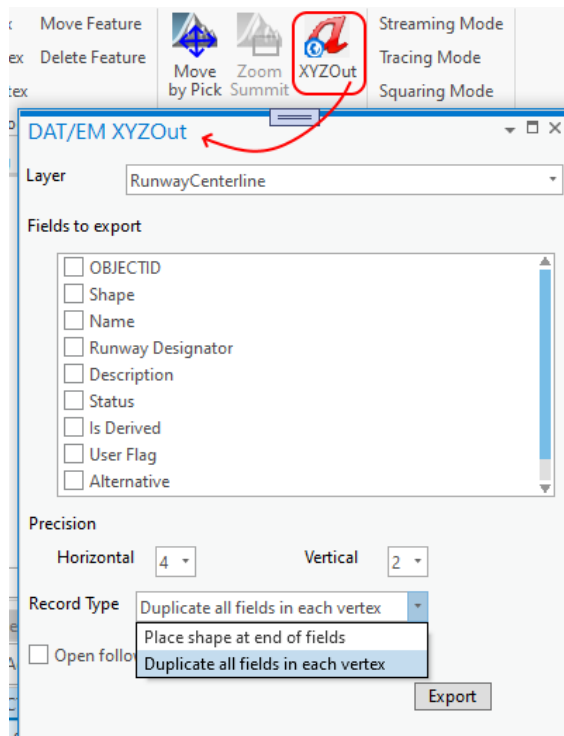 Move Feature
Streaming Mode
ex Delete Feature
Move by Pick
Zoom Summit
XYZOut
Tracing Mode
tex
Squaring Mode
DAT/EM XYZOut
Layer RunwayCenterline
Fields to export
OBJECTID
Shape
Name
Runway Designator
Description
Status
Is Derived
User Flag
Alternative
Precision
Horizontal 4 Vertical 2
Record Type Duplicate all fields in each vertex
Place shape at end of fields
Open follo Duplicate all fields in each vertex
Export